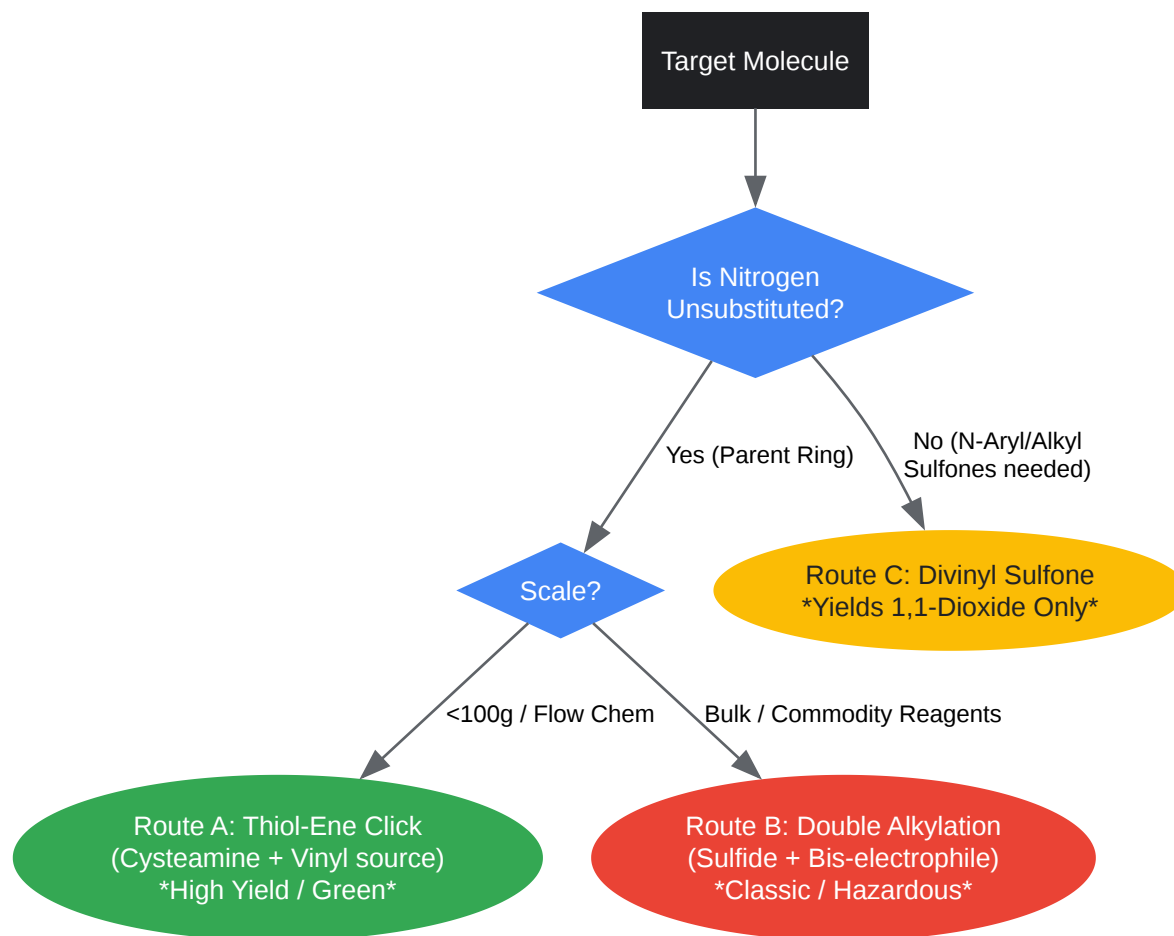 Target Molecule
Is Nitrogen
Unsubstituted?
Yes (Parent Ring)
No (N-Aryl/Alkyl
Sulfones needed)
Scale?
Route C: Divinyl Sulfone
*Yields 1,1-Dioxide Only*
<100g / Flow Chem
Bulk / Commodity Reagents
Route A: Thiol-Ene Click
(Cysteamine + Vinyl source)
*High Yield / Green*
Route B: Double Alkylation
(Sulfide + Bis-electrophile)
*Classic / Hazardous*